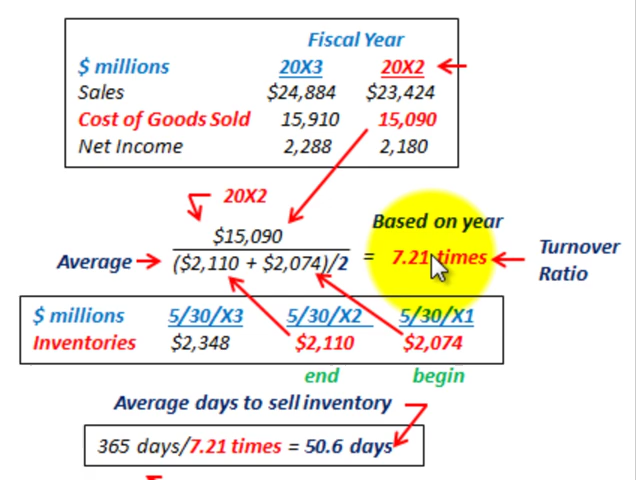 Fiscal Year
$ millions 20X3 20X2
Sales $24,884 $23,424
Cost of Goods Sold 15,910 15,090
Net Income 2,288 2,180
20X2
$15,090
Based on year
Average ($2,110 + $2,074)/2 = 7.21 times
Turnover
Ratio
$ millions 5/30/X3 5/30/X2 5/30/X1
Inventories $2,348 $2,110 $2,074
end begin
Average days to sell inventory
365 days/7.21 times = 50.6 days